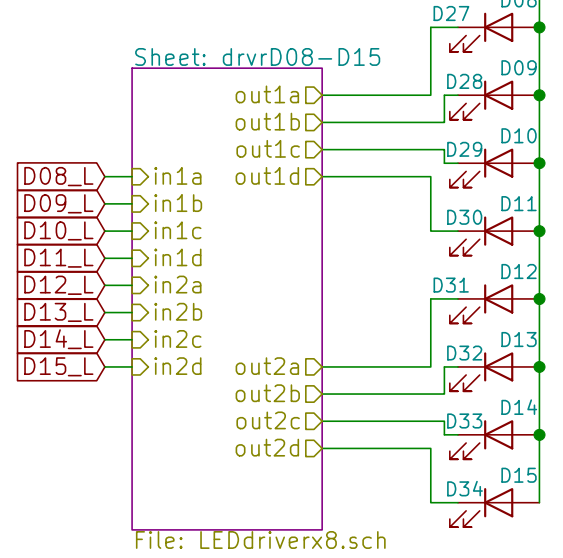 D08
D27
Sheet: drvrD08-D15
D09
D28
out1a
out1b
D10
D29
out1c
D08_L in1a out1d
D09_L in1b
D11
D30
D10_L in1c
D11_L in1d
D12
D31
D12_L in2a
D13_L in2b
D13
D32
D14_L in2c
D15_L in2d out2a
out2b
D14
D33
out2c
out2d
D15
D34
File: LEDdriverx8.sch